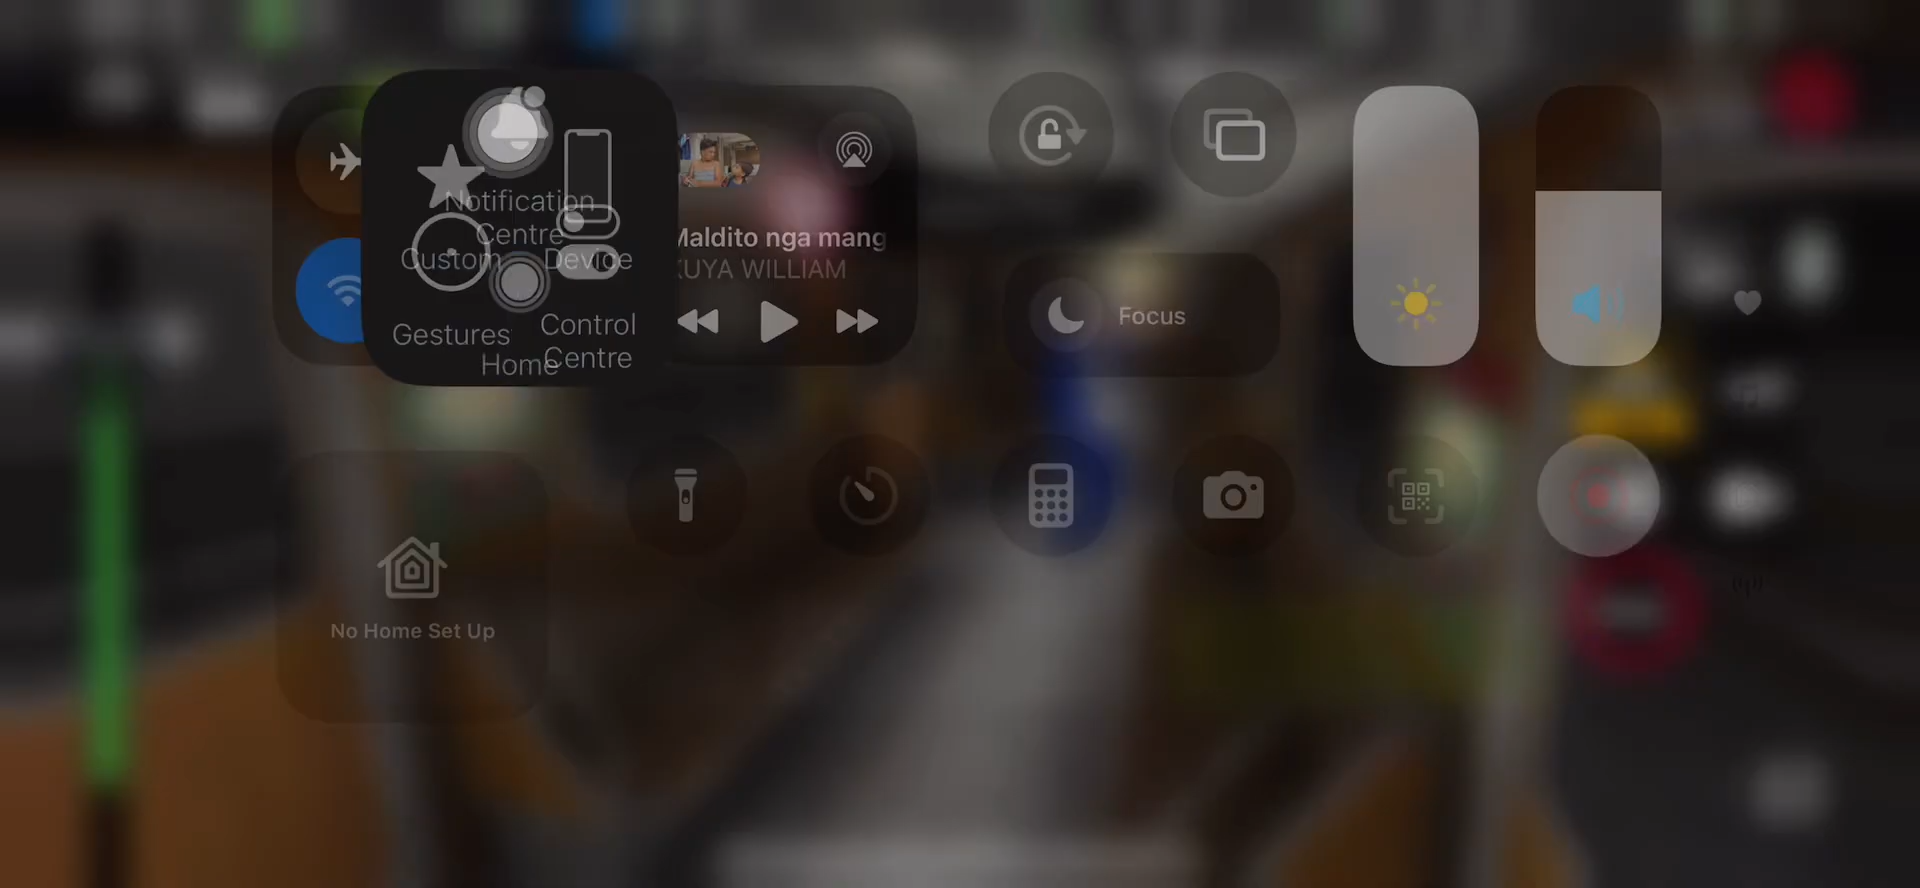 Notification
Centre
Custom
Device
Gestures
Control
Centre
Home
Maldito nga mang
KUYA WILLIAM
Focus
No Home Set Up